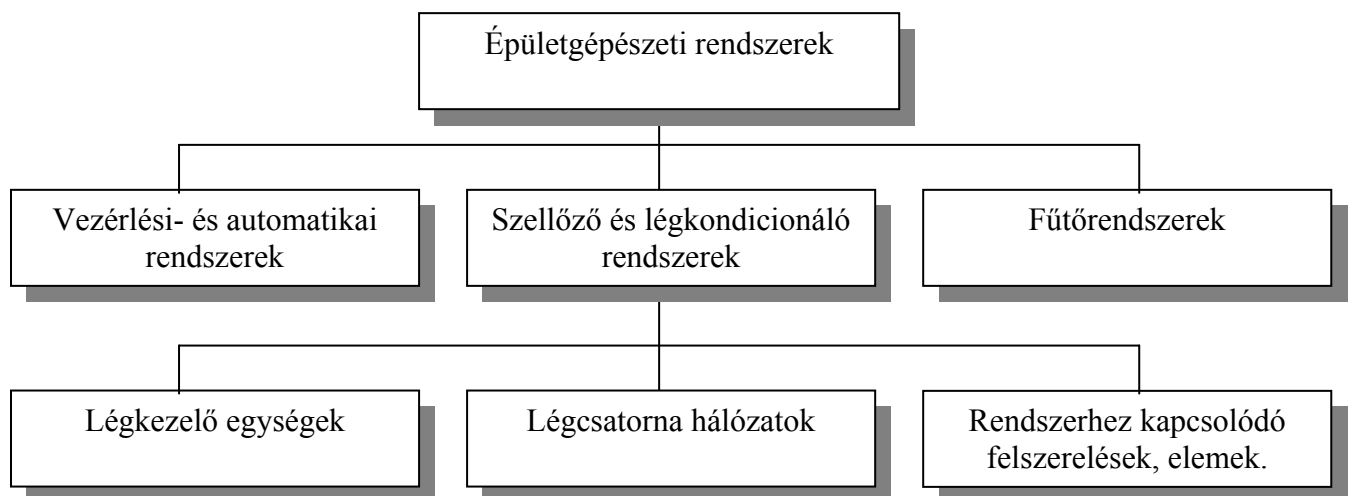 Épületgépészeti rendszerek
Vezérlési- és automatikai
rendszerek
Szellőző és légkondicionáló
rendszerek
Fűtőrendszerek
Légkezelő egységek
Légcsatorna hálózatok
Rendszerhez kapcsolódó
felszerelések, elemek.